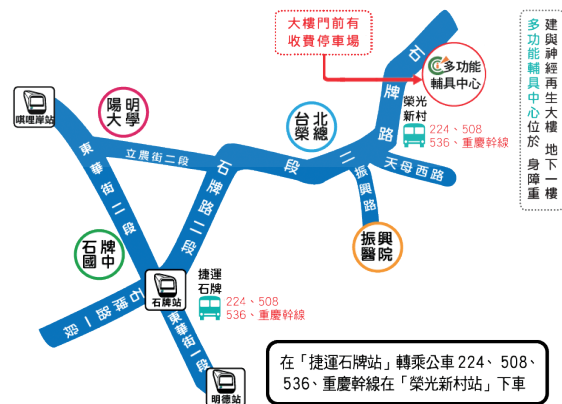 大樓門前有
收費停車場
石牌路
多功能
輔具中心
多功能輔具中心位於 身障重
建與神經再生大樓 地下一樓
唭哩岸站
陽明
大學
台北
榮總
榮光
新村
224、508
536、重慶幹線
東華街二段
立農街二段
石牌路二段
二段
天母西路
振興路
振興
醫院
石牌
國中
捷運
石牌
224、508
536、重慶幹線
石牌站
石牌路一段
東華街一段
明德站
在「捷運石牌站」轉乘公車 224、508、
536、重慶幹線在「榮光新村站」下車